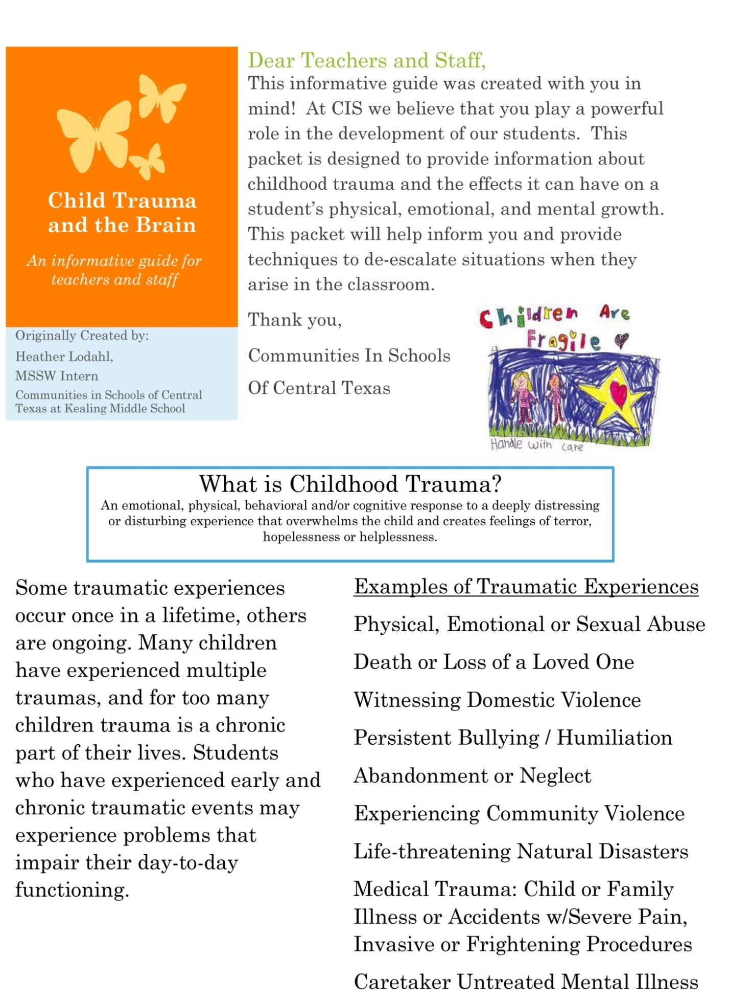 Child Trauma
and the Brain
An informative guide for
teachers and staff
Originally Created by:
Heather Lodahl,
MSSW Intern
Communities in Schools of Central
Texas at Kealing Middle School
Dear Teachers and Staff,
This informative guide was created with you in
mind!  At CIS we believe that you play a powerful
role in the development of our students.  This
packet is designed to provide information about
childhood trauma and the effects it can have on a
student’s physical, emotional, and mental growth.
This packet will help inform you and provide
techniques to de-escalate situations when they
arise in the classroom.
Thank you,
Communities In Schools
Of Central Texas
Children Are
Fragile
Handle with care
What is Childhood Trauma?
An emotional, physical, behavioral and/or cognitive response to a deeply distressing
or disturbing experience that overwhelms the child and creates feelings of terror,
hopelessness or helplessness.
Some traumatic experiences
occur once in a lifetime, others
are ongoing. Many children
have experienced multiple
traumas, and for too many
children trauma is a chronic
part of their lives. Students
who have experienced early and
chronic traumatic events may
experience problems that
impair their day-to-day
functioning.
Examples of Traumatic Experiences
Physical, Emotional or Sexual Abuse
Death or Loss of a Loved One
Witnessing Domestic Violence
Persistent Bullying / Humiliation
Abandonment or Neglect
Experiencing Community Violence
Life-threatening Natural Disasters
Medical Trauma: Child or Family
Illness or Accidents w/Severe Pain,
Invasive or Frightening Procedures
Caretaker Untreated Mental Illness